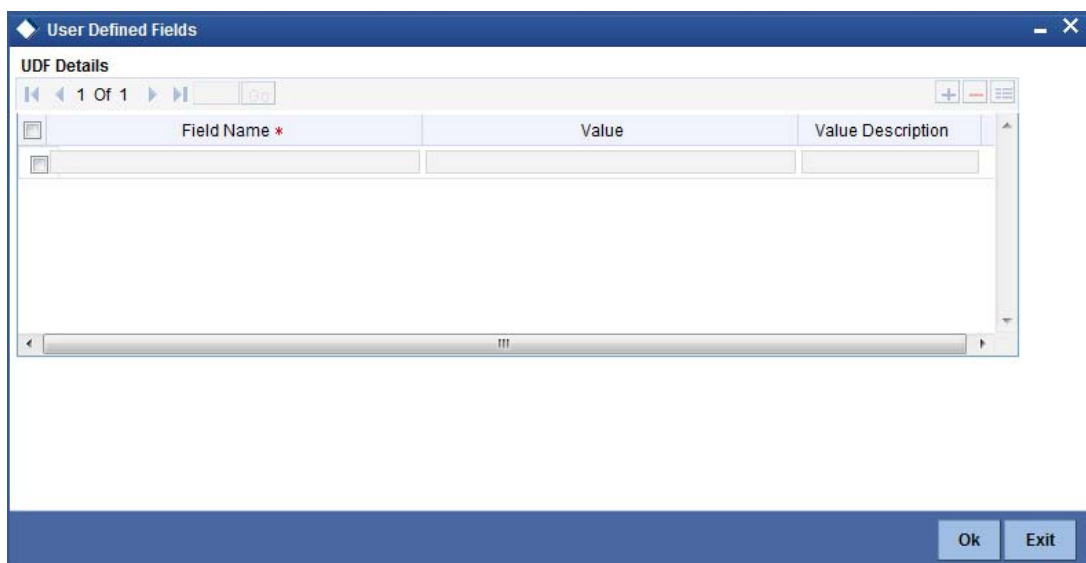 User Defined Fields
UDF Details
1 Of 1 Go
Field Name * Value Value Description
Ok Exit